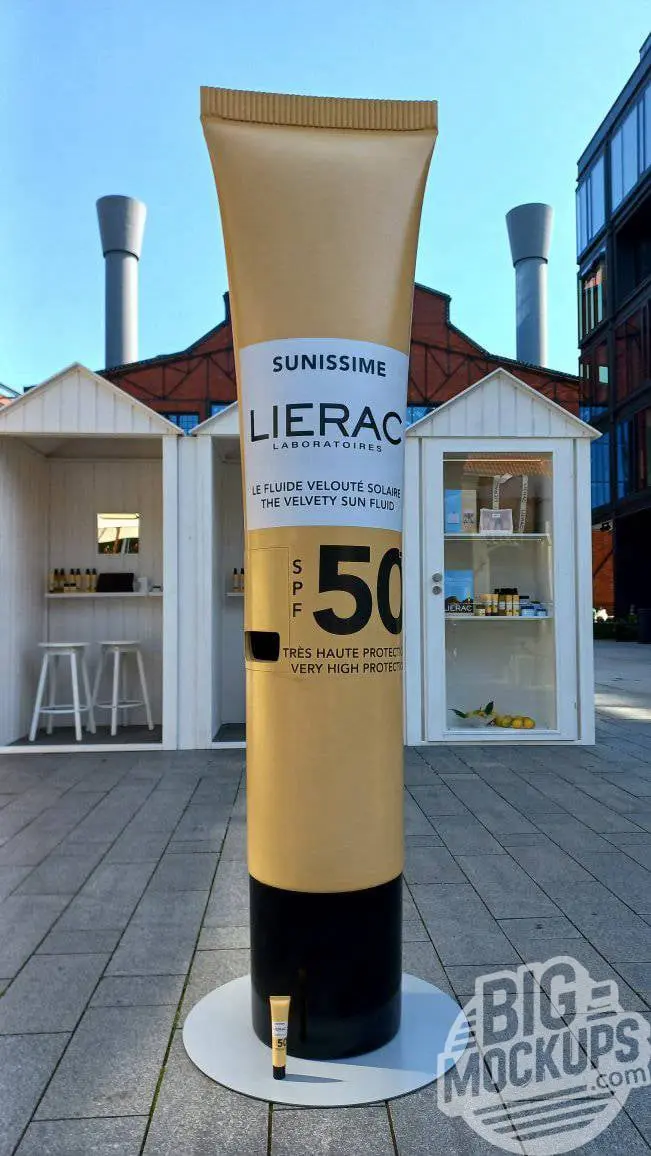 SUNISSIME
LIERAC
LABORATOIRES
LE FLUIDE VELOUTÉ SOLAIRE
THE VELVETY SUN FLUID
SPF
50
TRÈS HAUTE PROTECTI
VERY HIGH PROTECTI
LIERAC
50
BIG
MOCKUPS
.com